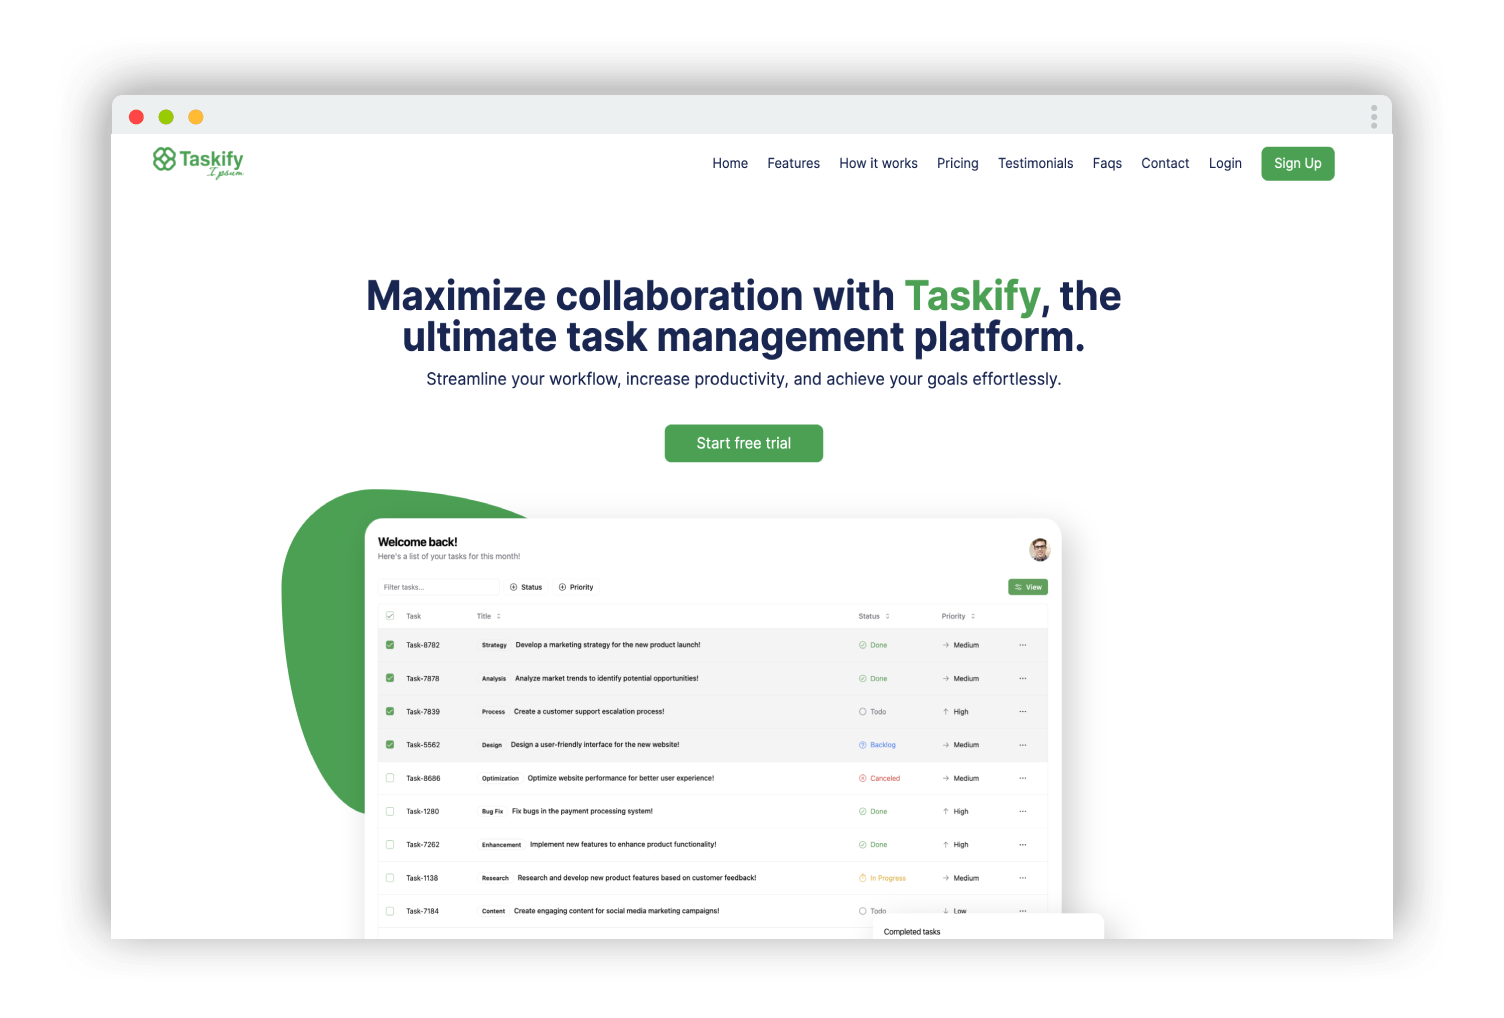 Taskify
Ipsum
Home Features How it works Pricing Testimonials Faqs Contact Login Sign Up
Maximize collaboration with Taskify, the
ultimate task management platform.
Streamline your workflow, increase productivity, and achieve your goals effortlessly.
Start free trial
Welcome back!
Here's a list of your tasks for this month!
Filter tasks... Status Priority View
Task Title Status Priority
Task-8782 Strategy Develop a marketing strategy for the new product launch! Done Medium
Task-7878 Analysis Analyze market trends to identify potential opportunities! Done Medium
Task-7839 Process Create a customer support escalation process! Todo High
Task-5562 Design Design a user-friendly interface for the new website! Backlog Medium
Task-8686 Optimization Optimize website performance for better user experience! Canceled Medium
Task-1280 Bug Fix Fix bugs in the payment processing system! Done High
Task-7262 Enhancement Implement new features to enhance product functionality! Done High
Task-1138 Research Research and develop new product features based on customer feedback! In Progress Medium
Task-7184 Content Create engaging content for social media marketing campaigns! Todo Low
Completed tasks